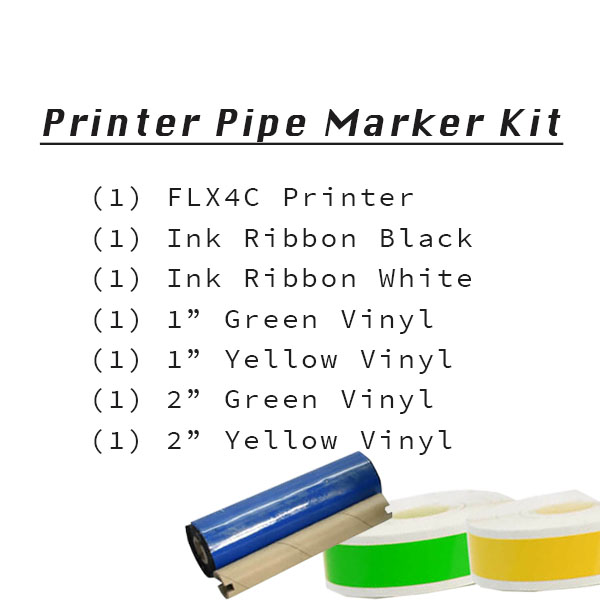 Printer Pipe Marker Kit
(1) FLX4C Printer
(1) Ink Ribbon Black
(1) Ink Ribbon White
(1) 1” Green Vinyl
(1) 1” Yellow Vinyl
(1) 2” Green Vinyl
(1) 2” Yellow Vinyl